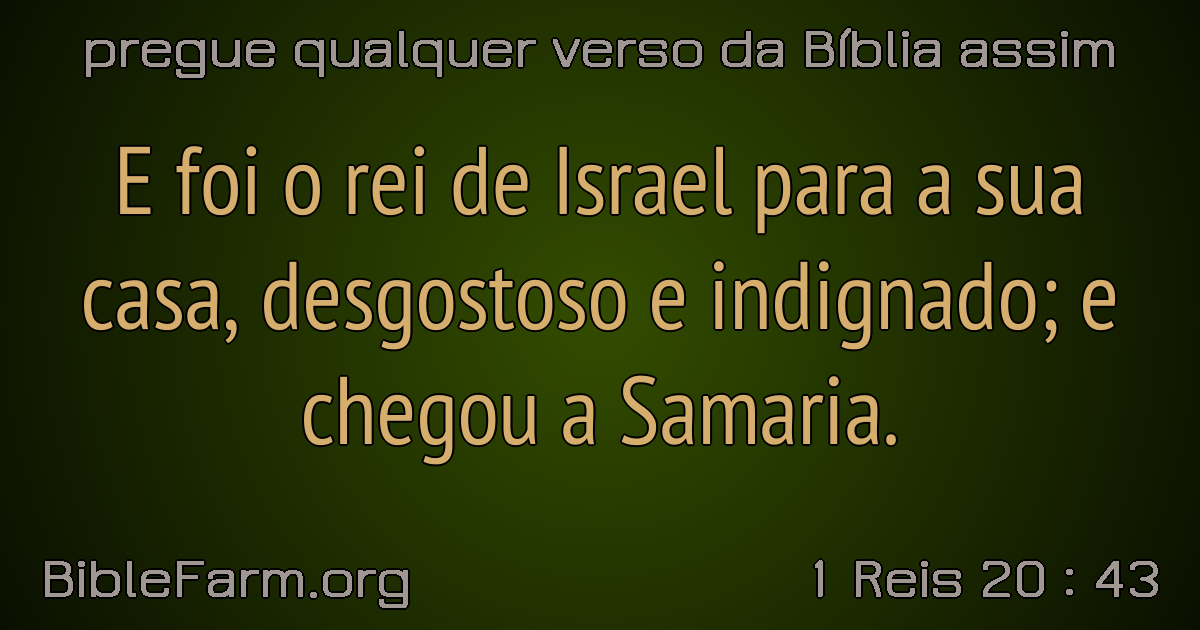 pregue qualquer verso da Bíblia assim
E foi o rei de Israel para a sua
casa, desgostoso e indignado; e
chegou a Samaria.
BibleFarm.org
1 Reis 20 : 43